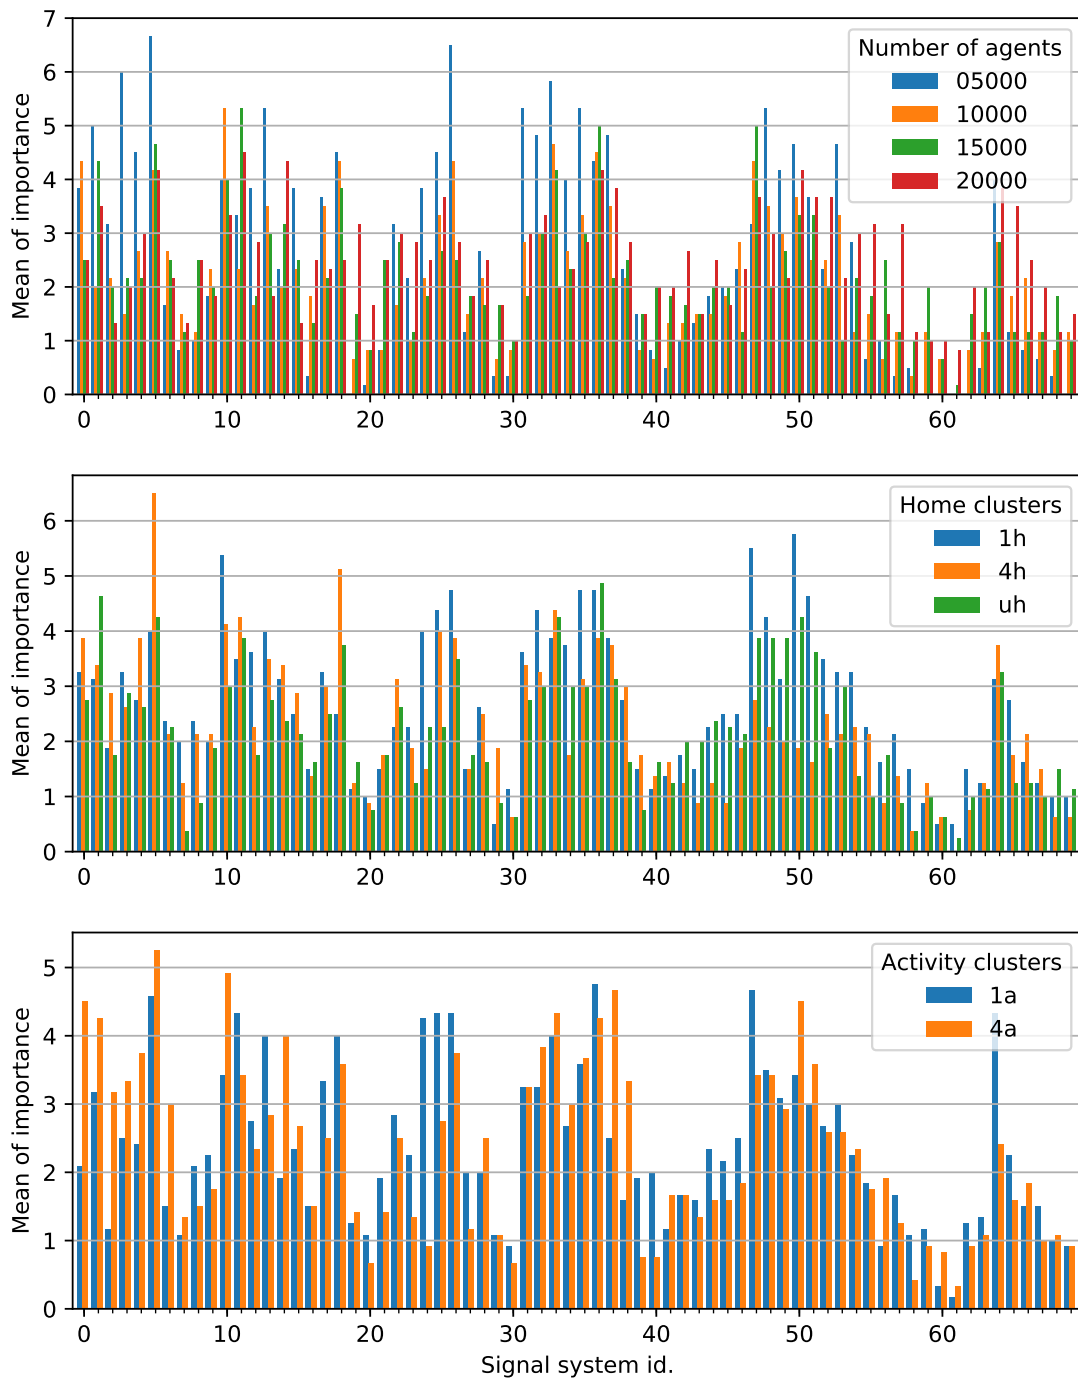 7
6
5
4
3
2
1
0
Mean of importance
0 10 20 30 40 50 60
Number of agents
05000
10000
15000
20000
6
5
4
3
2
1
0
Mean of importance
0 10 20 30 40 50 60
Home clusters
1h
4h
uh
5
4
3
2
1
0
Mean of importance
0 10 20 30 40 50 60
Activity clusters
1a
4a
Signal system id.